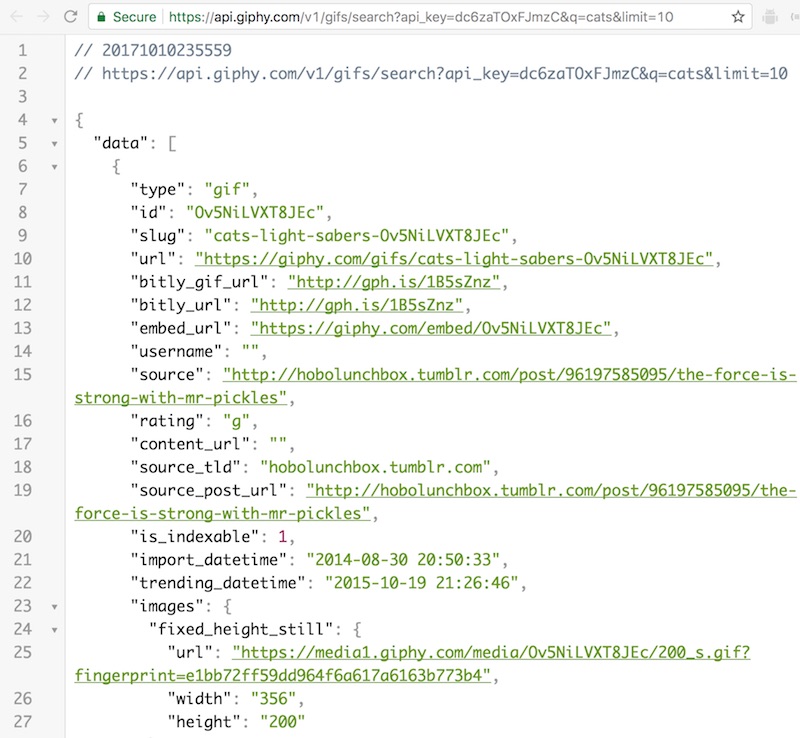 Secure https://api.giphy.com/v1/gifs/search?api_key=dc6zaTOxFJmzC&q=cats&limit=10
1 // 20171010235559
2 // https://api.giphy.com/v1/gifs/search?api_key=dc6zaTOxFJmzC&q=cats&limit=10
3
4 {
5 "data": [
6 {
7 "type": "gif",
8 "id": "Ov5NiLVXT8JEc",
9 "slug": "cats-light-sabers-Ov5NiLVXT8JEc",
10 "url": "https://giphy.com/gifs/cats-light-sabers-Ov5NiLVXT8JEc",
11 "bitly_gif_url": "http://gph.is/1B5sZnz",
12 "bitly_url": "http://gph.is/1B5sZnz",
13 "embed_url": "https://giphy.com/embed/Ov5NiLVXT8JEc",
14 "username": "",
15 "source": "http://hobolunchbox.tumblr.com/post/96197585095/the-force-is-
strong-with-mr-pickles",
16 "rating": "g",
17 "content_url": "",
18 "source_tld": "hobolunchbox.tumblr.com",
19 "source_post_url": "http://hobolunchbox.tumblr.com/post/96197585095/the-
force-is-strong-with-mr-pickles",
20 "is_indexable": 1,
21 "import_datetime": "2014-08-30 20:50:33",
22 "trending_datetime": "2015-10-19 21:26:46",
23 "images": {
24 "fixed_height_still": {
25 "url": "https://media1.giphy.com/media/Ov5NiLVXT8JEc/200_s.gif?
fingerprint=e1bb72ff59dd964f6a617a6163b773b4",
26 "width": "356",
27 "height": "200"